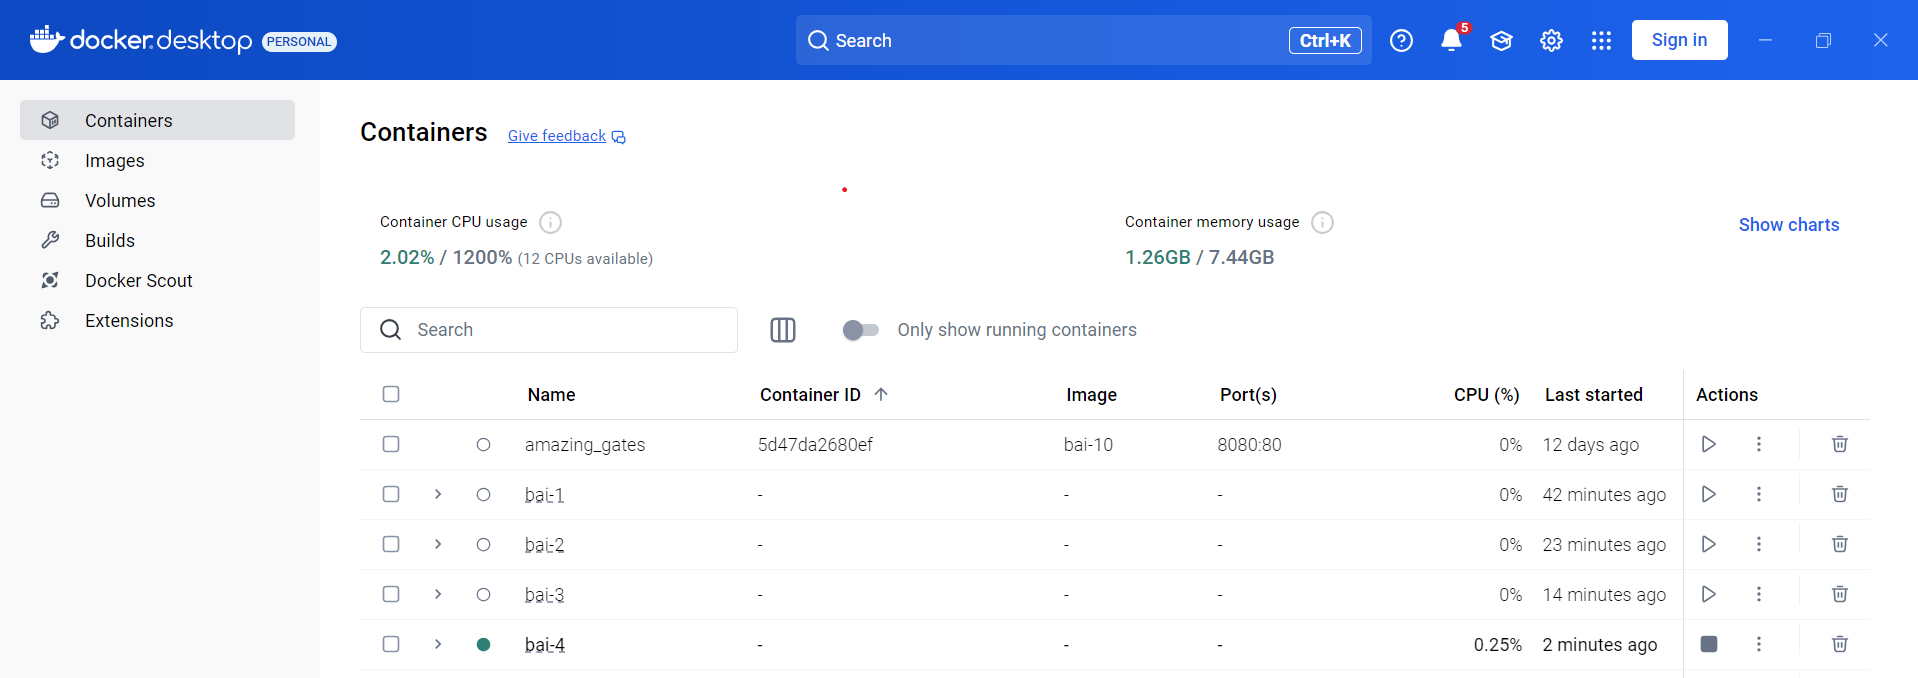 docker.desktop PERSONAL
Search Ctrl+K
5
Sign in
Containers
Images
Volumes
Builds
Docker Scout
Extensions
Containers Give feedback
Container CPU usage
2.02% / 1200% (12 CPUs available)
Container memory usage
1.26GB / 7.44GB
Show charts
Search
Only show running containers
Name Container ID Image Port(s) CPU (%) Last started Actions
amazing_gates 5d47da2680ef bai-10 8080:80 0% 12 days ago
bai-1 - - - 0% 42 minutes ago
bai-2 - - - 0% 23 minutes ago
bai-3 - - - 0% 14 minutes ago
bai-4 - - - 0.25% 2 minutes ago